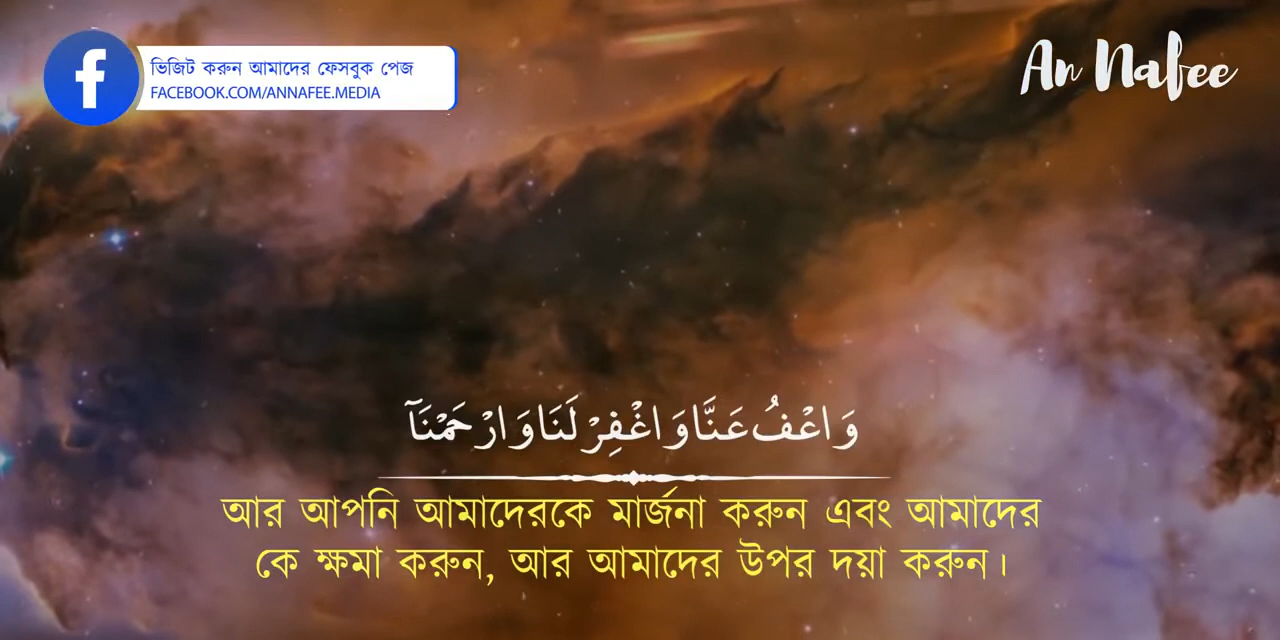 ভিজিট করুন আমাদের ফেসবুক পেজ
FACEBOOK.COM/ANNAFEE.MEDIA
An Nafee
وَاعْفُ عَنَّا وَاغْفِرْ لَنَا وَارْحَمْنَآ
আর আপনি আমাদেরকে মার্জনা করুন এবং আমাদের
কে ক্ষমা করুন, আর আমাদের উপর দয়া করুন।